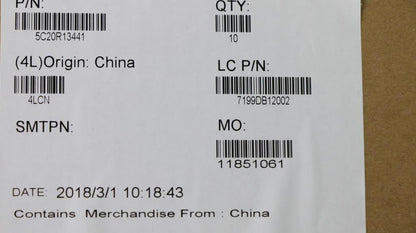 P/N: QTY:
5C20R13441 10
(4L)Origin: China LC P/N:
4LCN 7199DB12002
SMTPN: MO:
11851061
DATE: 2018/3/1 10:18:43
Contains Merchandise From : China